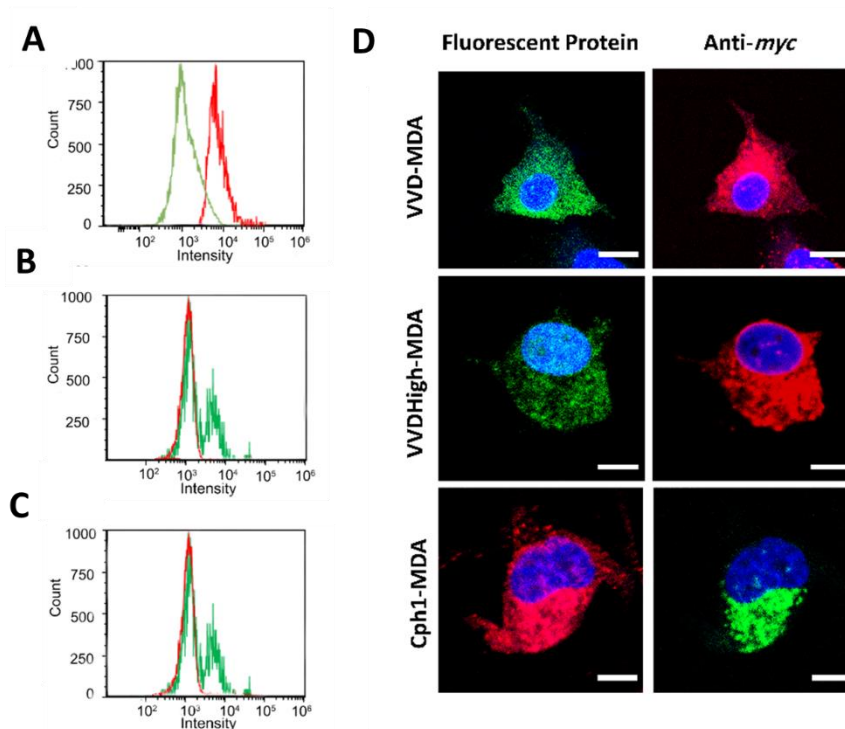 A
:00
750
500
250
0
Count
10² 10³ 10⁴ 10⁵ 10⁶
Intensity
B
1000
750
500
250
Count
10² 10³ 10⁴ 10⁵ 10⁶
Intensity
C
1000
750
500
250
0
Count
10² 10³ 10⁴ 10⁵ 10⁶
Intensity
D
Fluorescent Protein Anti-myc
VVD-MDA
VVDHigh-MDA
Cph1-MDA